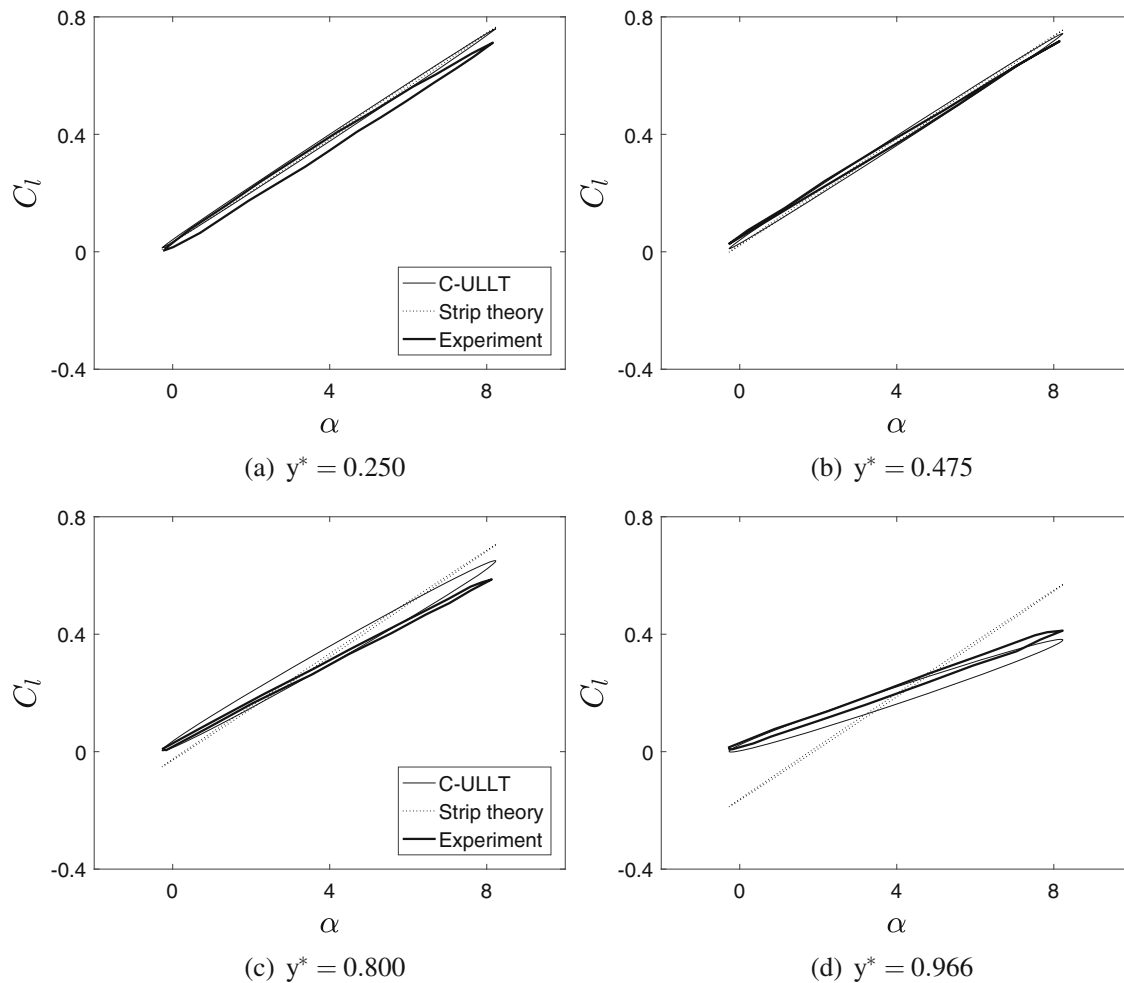 0.8
0.4
0
-0.4
C_l
0 4 8
α
C-ULLT
Strip theory
Experiment
(a) y* = 0.250
0.8
0.4
0
-0.4
C_l
0 4 8
α
(b) y* = 0.475
0.8
0.4
0
-0.4
C_l
0 4 8
α
C-ULLT
Strip theory
Experiment
(c) y* = 0.800
0.8
0.4
0
-0.4
C_l
0 4 8
α
(d) y* = 0.966